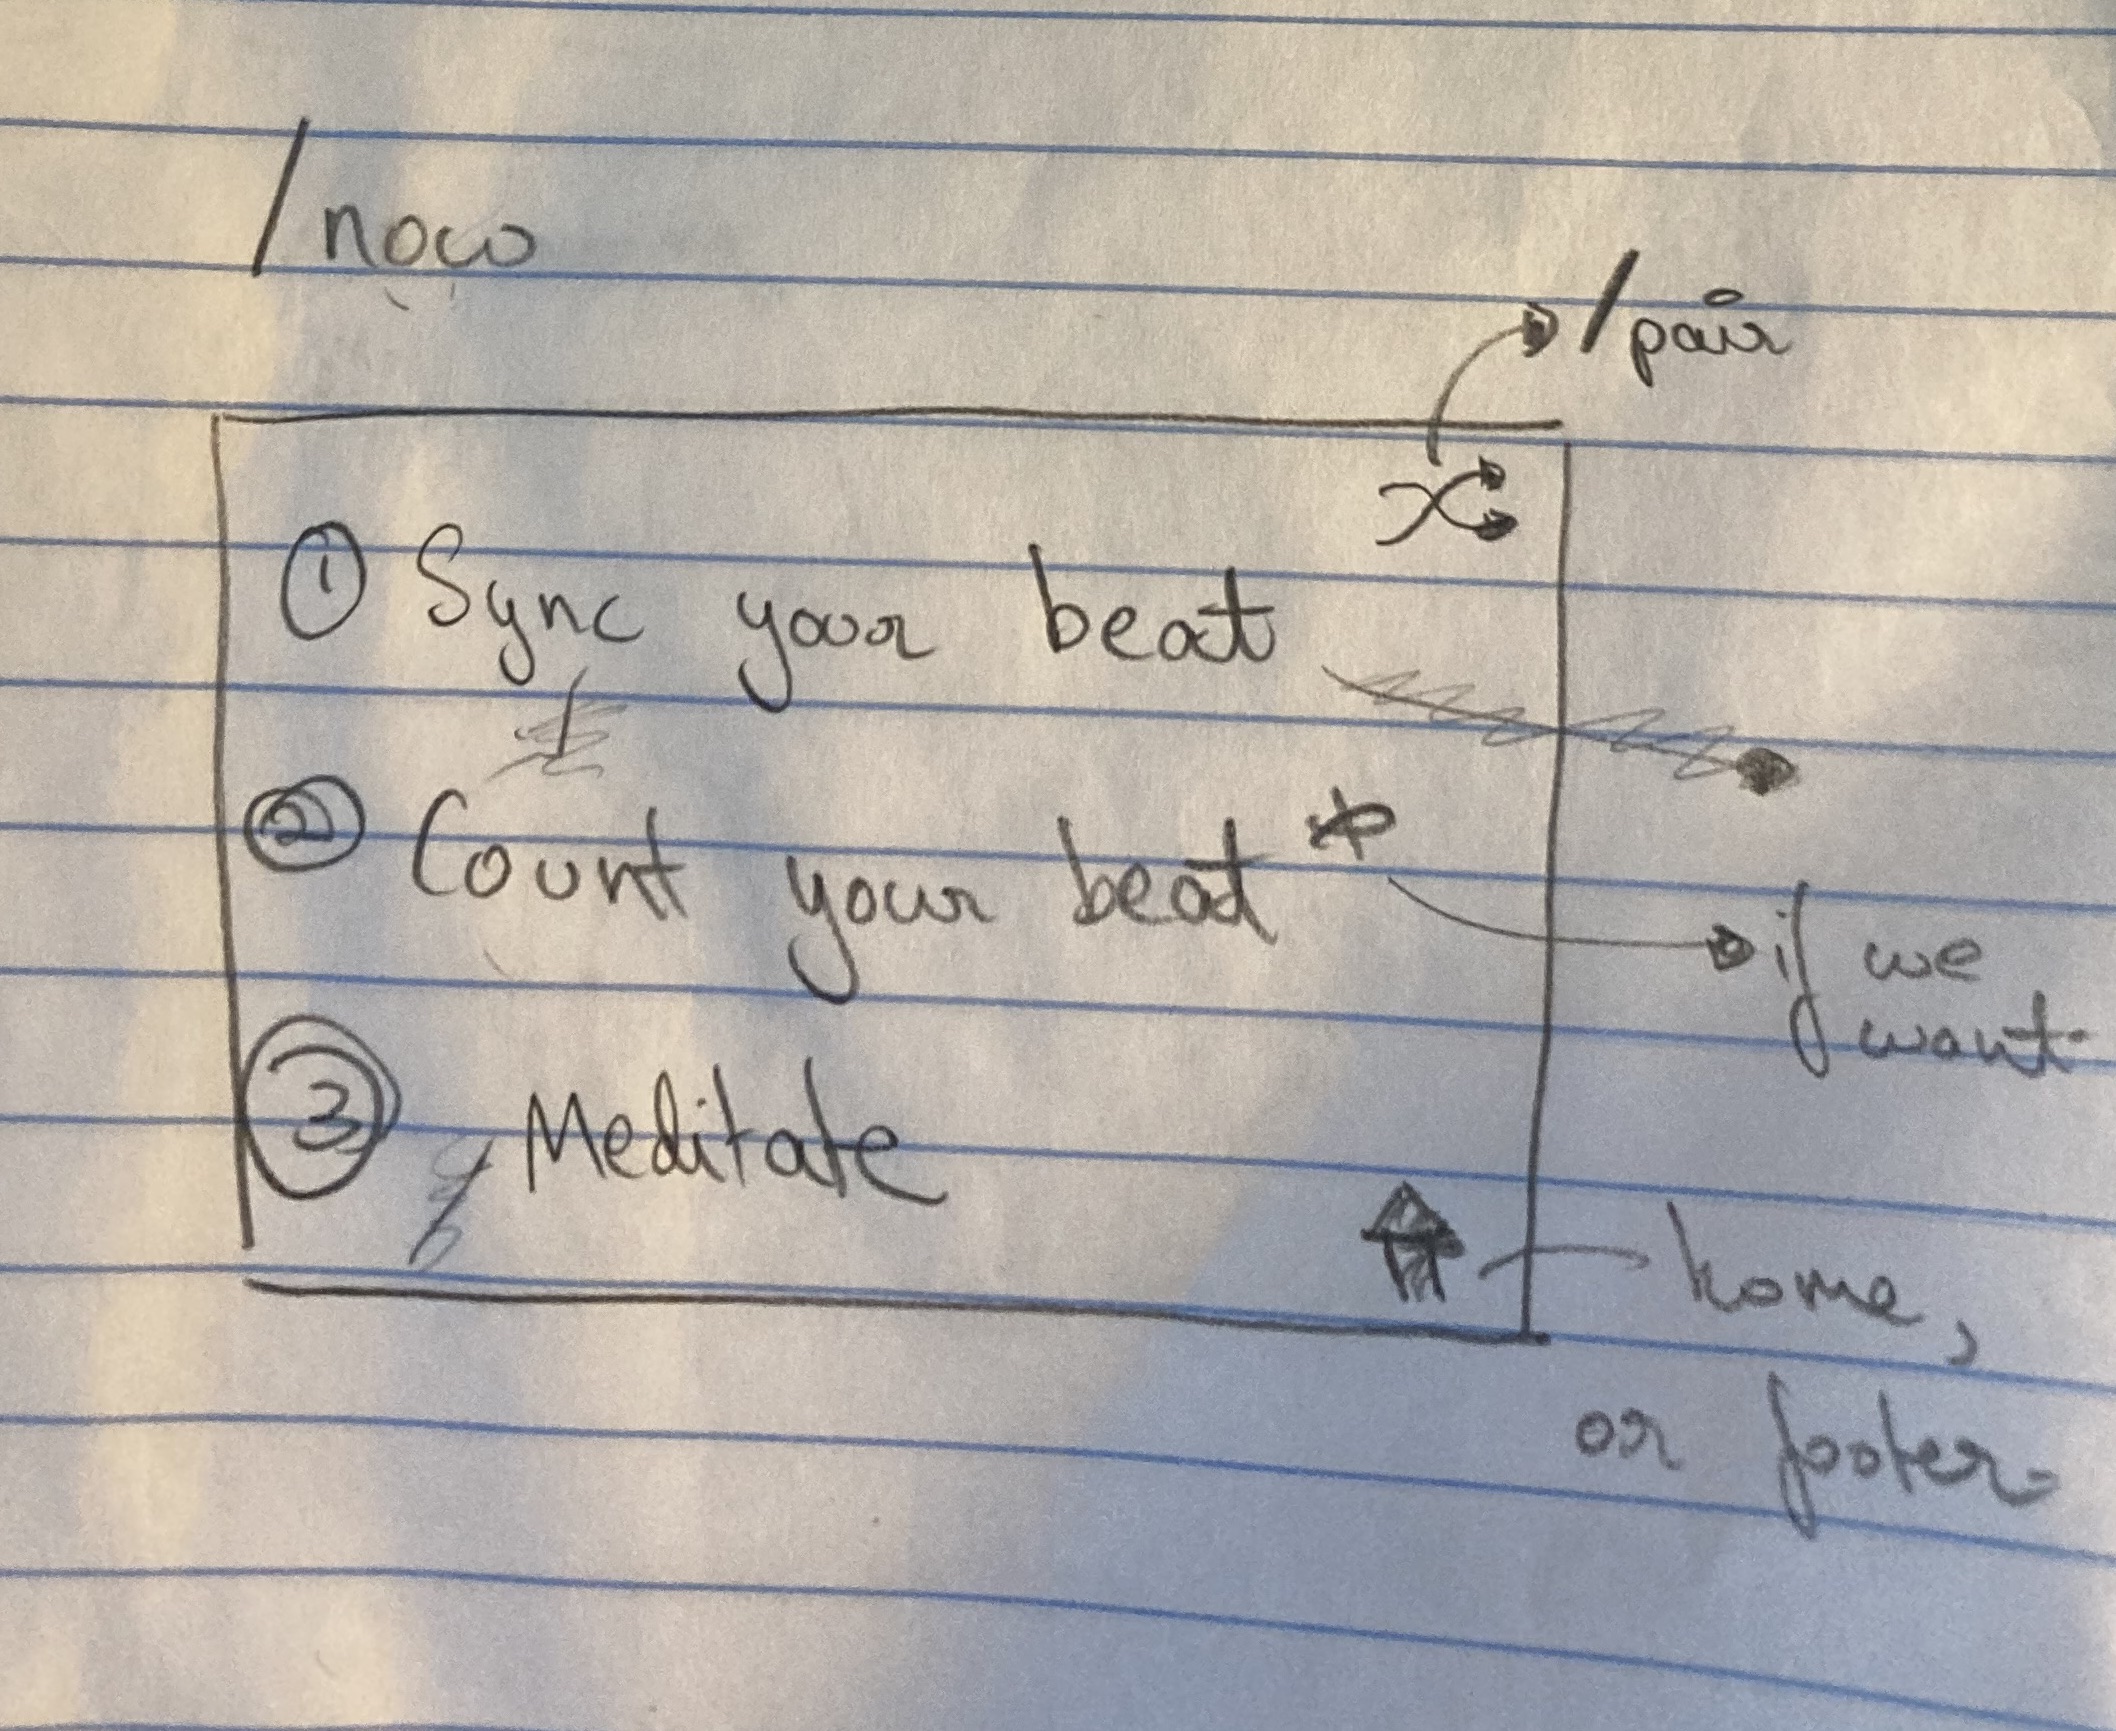 /now
/pair
① Sync your beat
② Count your beat *
if we
want
③ Meditate
home,
or footer.